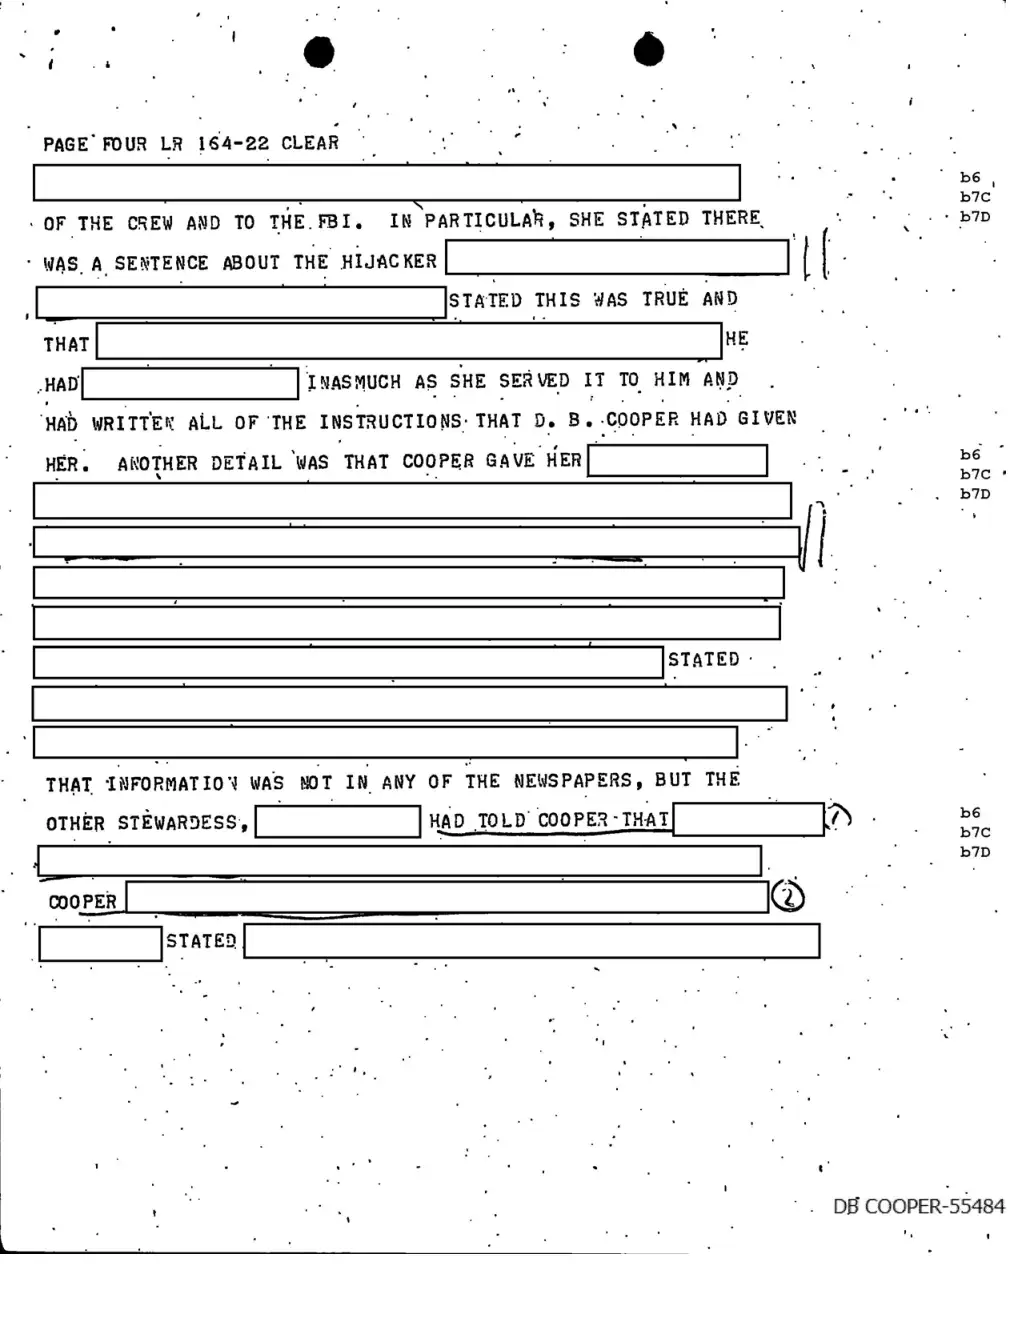 PAGE FOUR LR 164-22 CLEAR
b6
b7C
OF THE CREW AND TO THE FBI. IN PARTICULAR, SHE STATED THERE b7D
WAS A SENTENCE ABOUT THE HIJACKER
STATED THIS WAS TRUE AND
THAT HE
HAD INASMUCH AS SHE SERVED IT TO HIM AND
HAD WRITTEN ALL OF THE INSTRUCTIONS THAT D. B. COOPER HAD GIVEN
HER. ANOTHER DETAIL WAS THAT COOPER GAVE HER b6
b7C
b7D
STATED
THAT INFORMATION WAS NOT IN ANY OF THE NEWSPAPERS, BUT THE
OTHER STEWARDESS, HAD TOLD COOPER THAT 1 b6
b7C
b7D
COOPER 2
STATED
DB COOPER-55484